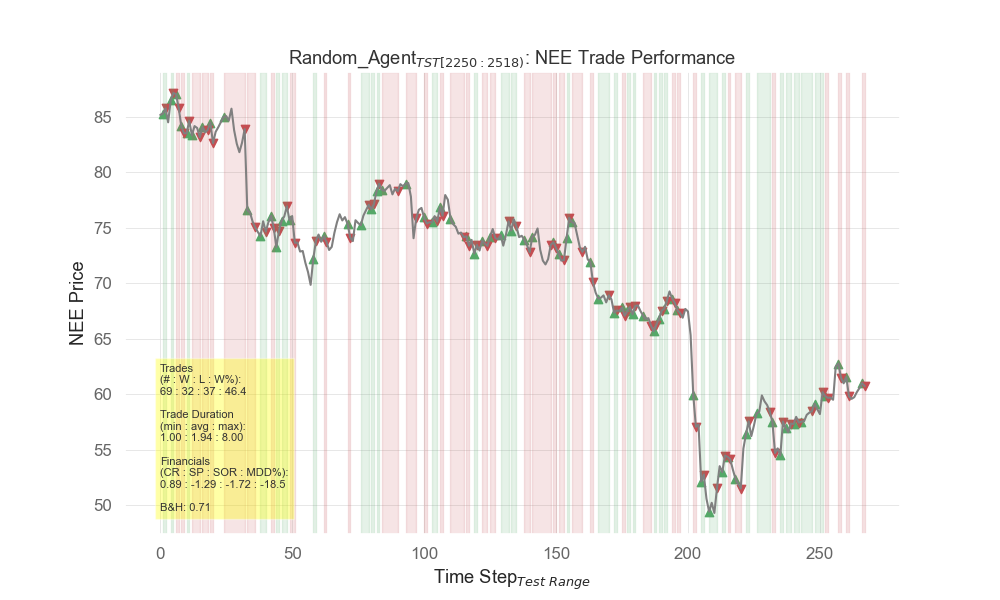 Random_Agent_TST[2250 : 2518): NEE Trade Performance
85
80
75
70
65
60
55
50
NEE Price
Trades
(# : W : L : W%):
69 : 32 : 37 : 46.4
Trade Duration
(min : avg : max):
1.00 : 1.94 : 8.00
Financials
(CR : SP : SOR : MDD%):
0.89 : -1.29 : -1.72 : -18.5
B&H: 0.71
0 50 100 150 200 250
Time Step_Test Range